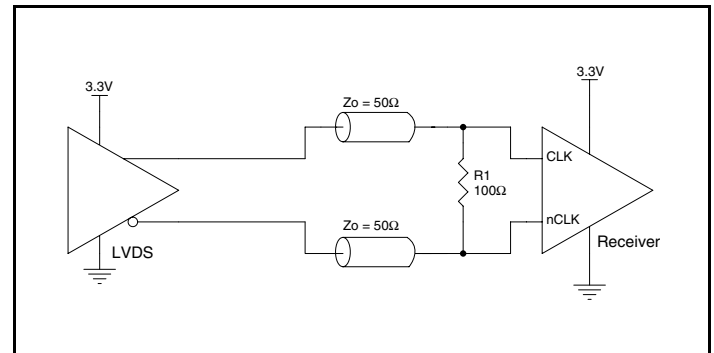 3.3V
3.3V
Zo = 50Ω
CLK
R1
100Ω
nCLK
Zo = 50Ω
Receiver
LVDS